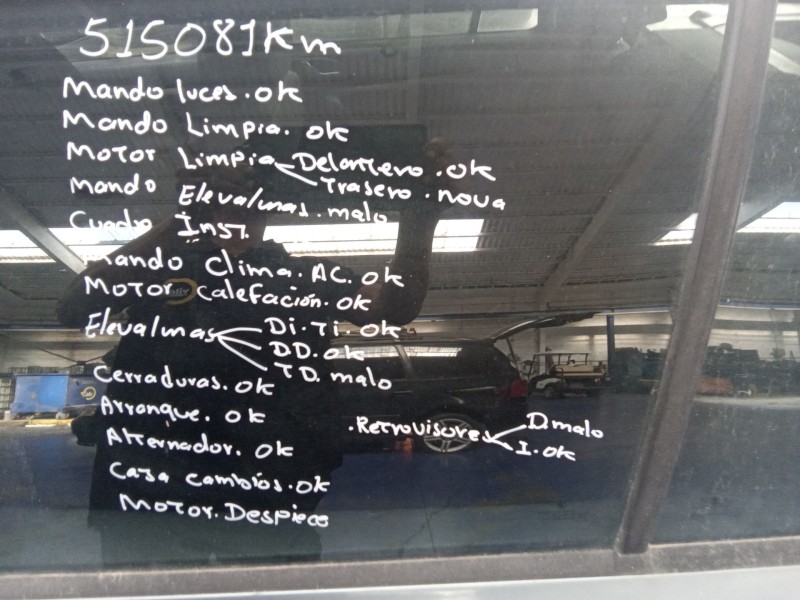 515081Km
Mando luces. ok
Mando Limpia. ok
Motor Limpia Delantero. ok
Trasero. nova
Mando Elevalunas. malo
Cuadro Inst.
Mando Clima. AC. ok
Motor calefación. ok
Elevalunas Di. Ti. ok
D.D. ok
T D. malo
Cerraduras. ok
Arranque. ok
.Retrovisores D.malo
I. ok
Alternador. ok
Caja cambios. ok
Motor. Despiece